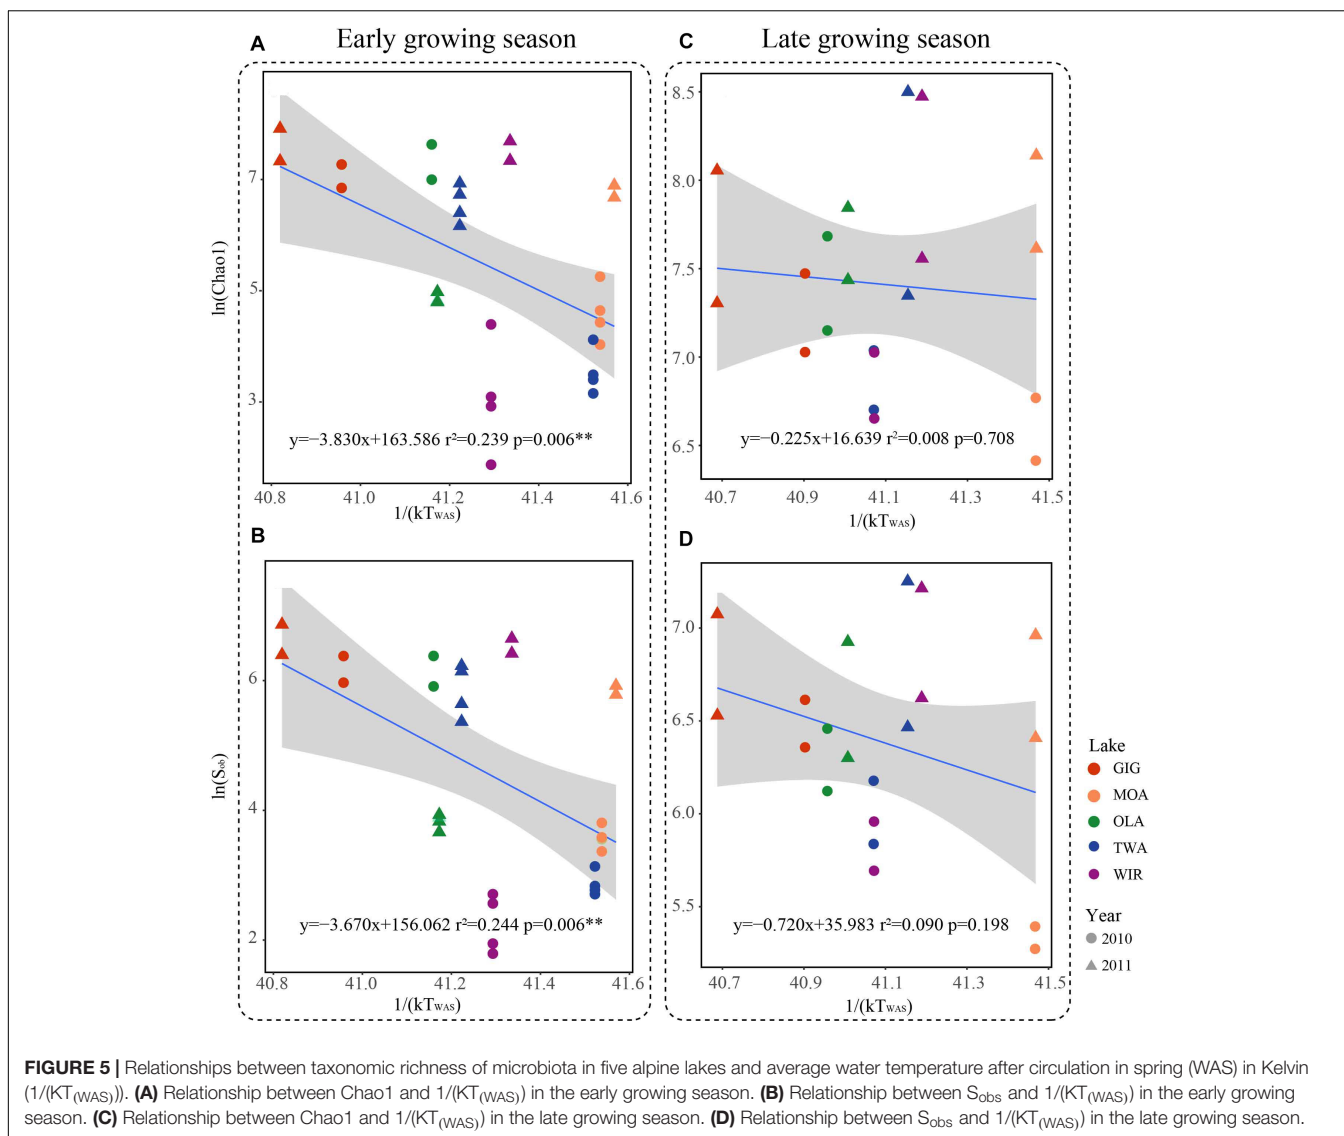 A Early growing season
ln(Chao1)
7
5
3
y=−3.830x+163.586 r²=0.239 p=0.006**
40.8 41.0 41.2 41.4 41.6
1/(kTWAS)
C Late growing season
8.5
8.0
7.5
7.0
6.5
y=−0.225x+16.639 r²=0.008 p=0.708
40.7 40.9 41.1 41.3 41.5
1/(kTWAS)
B
ln(Sob)
6
4
2
y=−3.670x+156.062 r²=0.244 p=0.006**
40.8 41.0 41.2 41.4 41.6
1/(kTWAS)
D
7.0
6.5
6.0
5.5
y=−0.720x+35.983 r²=0.090 p=0.198
40.7 40.9 41.1 41.3 41.5
1/(kTWAS)
Lake
GIG
MOA
OLA
TWA
WIR
Year
2010
2011
FIGURE 5 | Relationships between taxonomic richness of microbiota in five alpine lakes and average water temperature after circulation in spring (WAS) in Kelvin
(1/(KT(WAS))). (A) Relationship between Chao1 and 1/(KT(WAS)) in the early growing season. (B) Relationship between Sobs and 1/(KT(WAS)) in the early growing
season. (C) Relationship between Chao1 and 1/(KT(WAS)) in the late growing season. (D) Relationship between Sobs and 1/(KT(WAS)) in the late growing season.